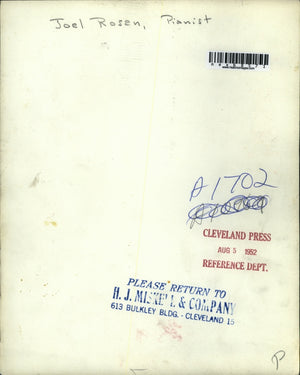 Joel Rosen, Pianist
A1702
CLEVELAND PRESS
AUG 5 1952
REFERENCE DEPT.
PLEASE RETURN TO
H. J. MISKELL & COMPANY
613 BULKLEY BLDG. - CLEVELAND 15
P